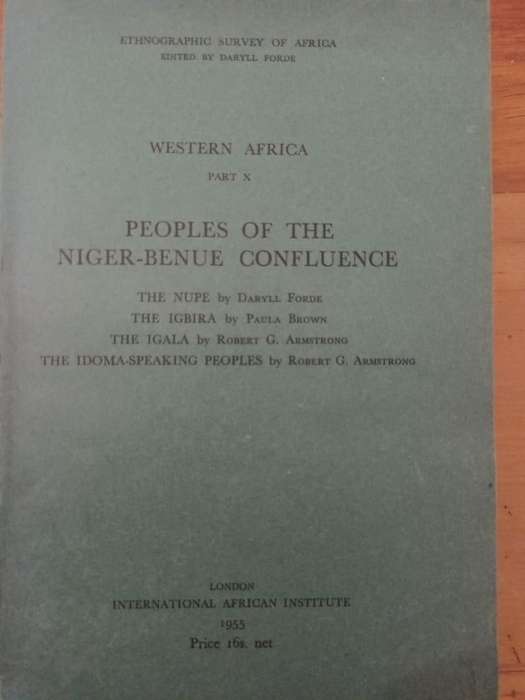 ETHNOGRAPHIC SURVEY OF AFRICA
EDITED BY DARYLL FORDE
WESTERN AFRICA
PART X
PEOPLES OF THE
NIGER-BENUE CONFLUENCE
THE NUPE by DARYLL FORDE
THE IGBIRA by PAULA BROWN
THE IGALA by ROBERT G. ARMSTRONG
THE IDOMA-SPEAKING PEOPLES by ROBERT G. ARMSTRONG
LONDON
INTERNATIONAL AFRICAN INSTITUTE
1955
Price 16s. net